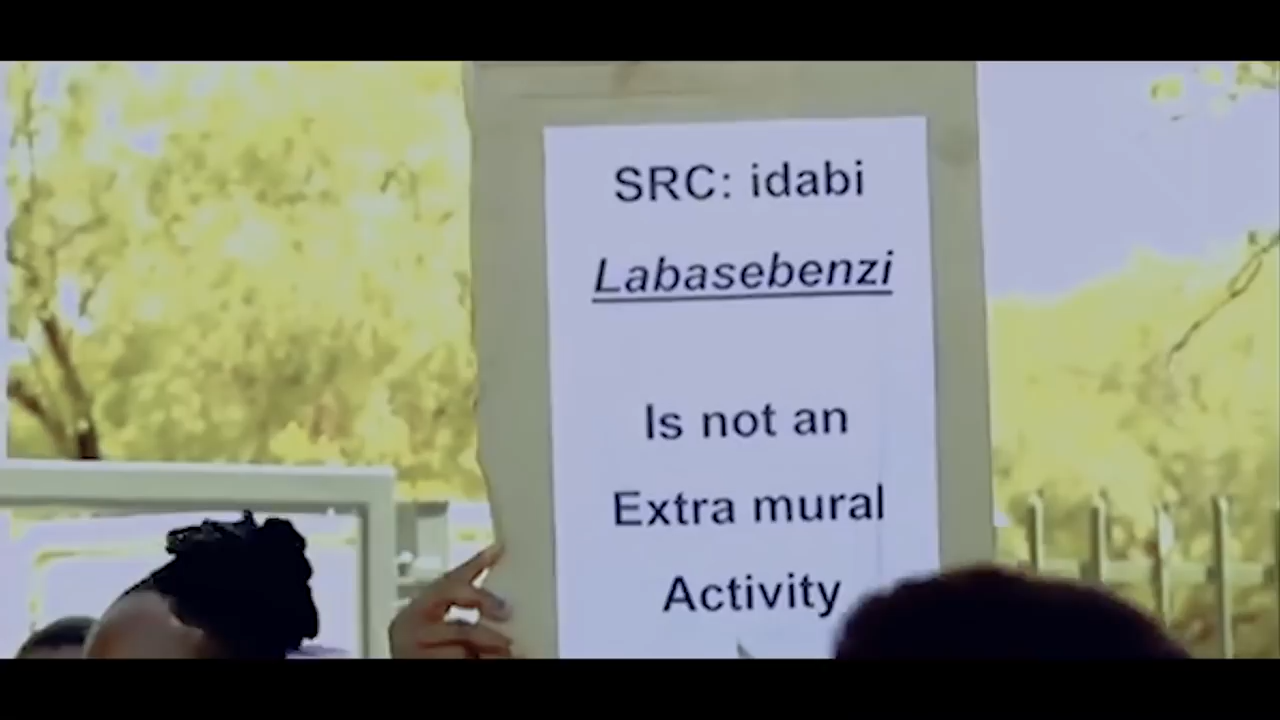 SRC: idabi
Labasebenzi
Is not an
Extra mural
Activity